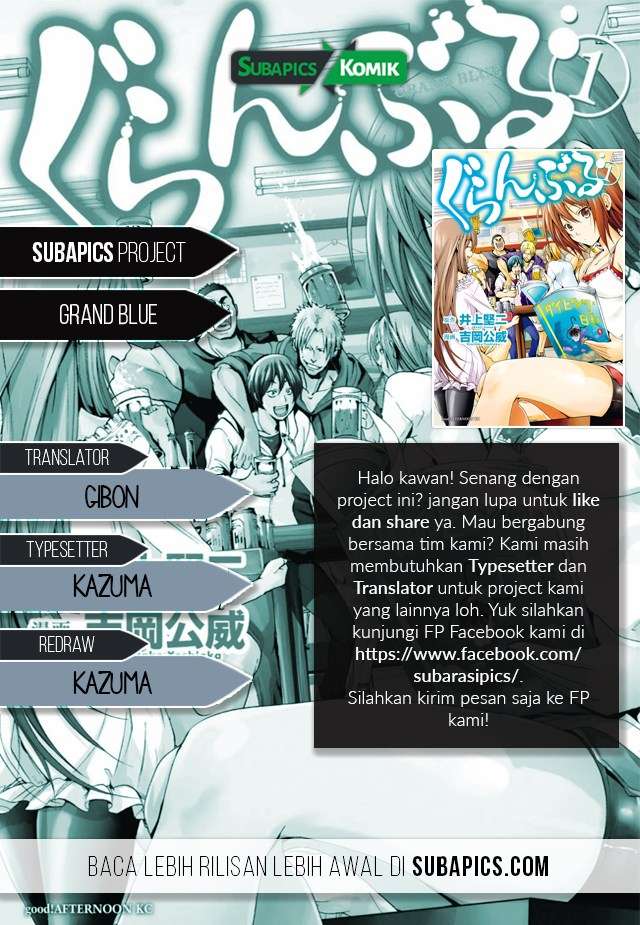 SUBAPICS KOMIK
ぐらんぶる
1
ぐらんぶる
井上堅二
吉岡公威
SUBAPICS PROJECT
GRAND BLUE
TRANSLATOR
GIBON
TYPESETTER
KAZUMA
吉岡公威
REDRAW
KAZUMA
Halo kawan! Senang dengan
project ini? jangan lupa untuk like
dan share ya. Mau bergabung
bersama tim kami? Kami masih
membutuhkan Typesetter dan
Translator untuk project kami
yang lainnya loh. Yuk silahkan
kunjungi FP Facebook kami di
https://www.facebook.com/
subarasipics/.
Silahkan kirim pesan saja ke FP
kami!
BACA LEBIH RILISAN LEBIH AWAL DI SUBAPICS.COM
good!AFTERNOON KC